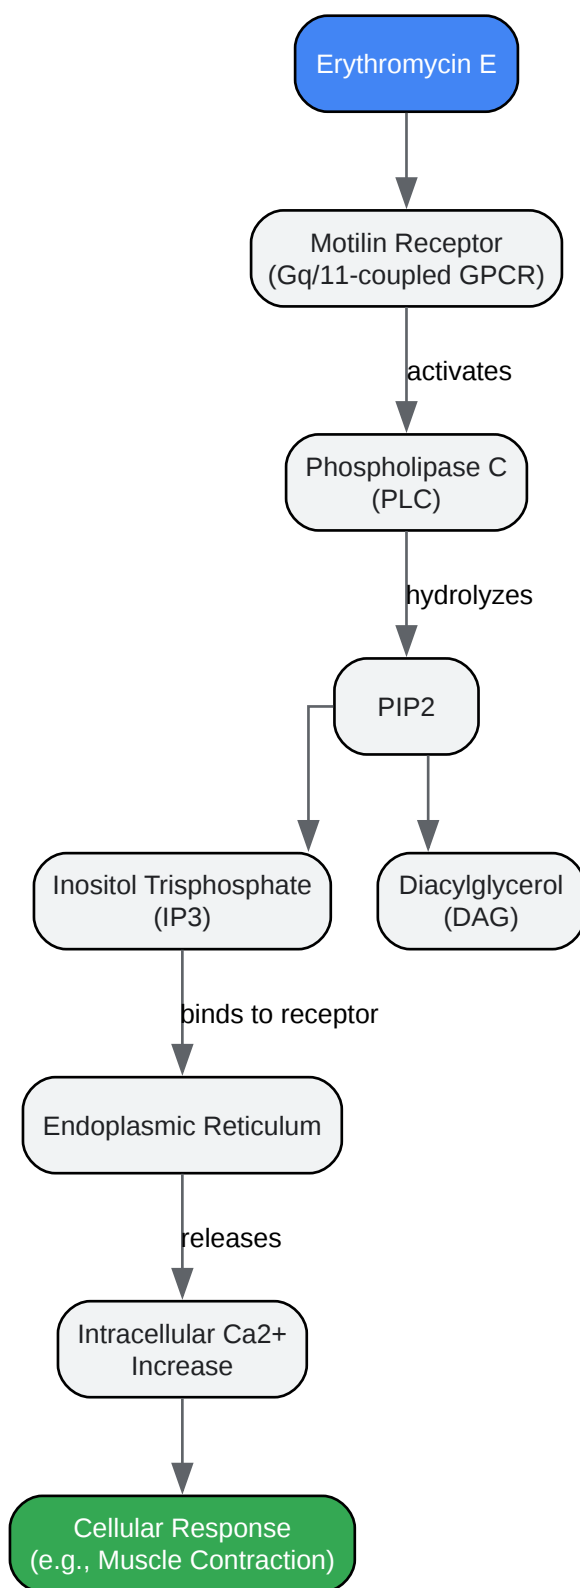 Erythromycin E
Motilin Receptor
(Gq/11-coupled GPCR)
activates
Phospholipase C
(PLC)
hydrolyzes
PIP2
Inositol Trisphosphate
(IP3)
Diacylglycerol
(DAG)
binds to receptor
Endoplasmic Reticulum
releases
Intracellular Ca2+
Increase
Cellular Response
(e.g., Muscle Contraction)